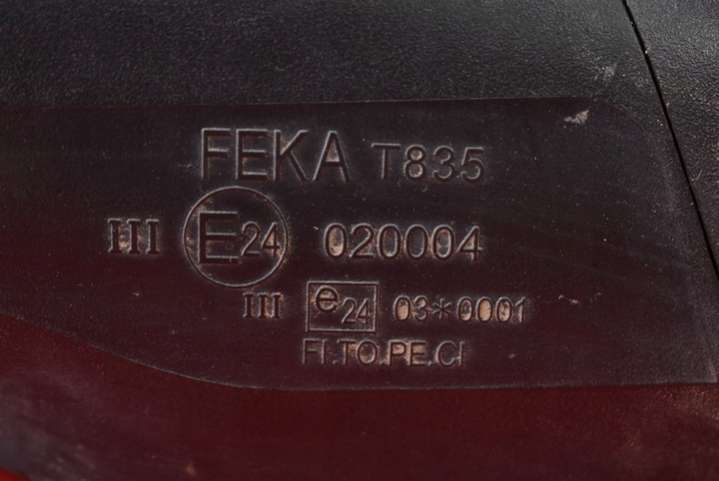 FEKA T835
III E24 020004
III e24 03*0001
FI.TO.PE.CI